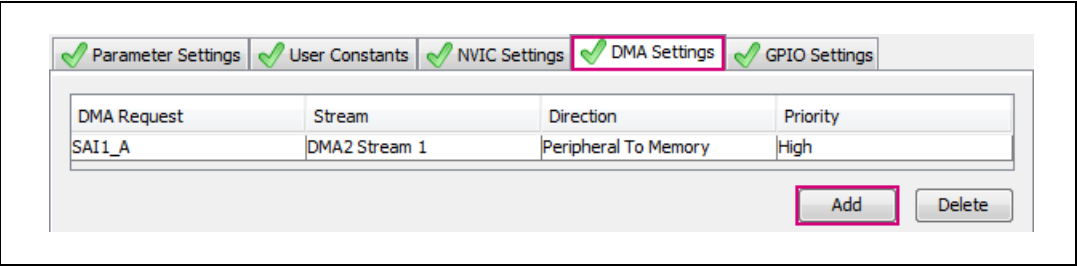 Parameter Settings User Constants NVIC Settings DMA Settings GPIO Settings
DMA Request Stream Direction Priority
SAI1_A DMA2 Stream 1 Peripheral To Memory High
Add Delete